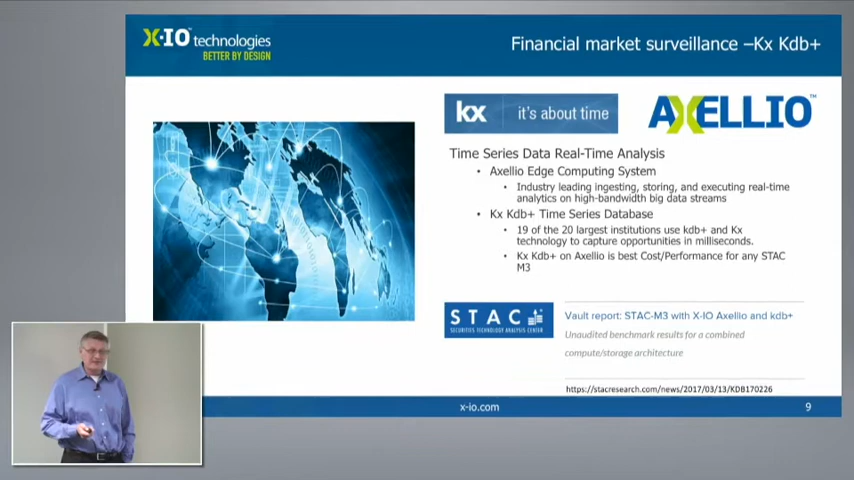 X-IO technologies
BETTER BY DESIGN
Financial market surveillance –Kx Kdb+
kx it's about time
AXELLIO™
Time Series Data Real-Time Analysis
• Axellio Edge Computing System
• Industry leading ingesting, storing, and executing real-time
analytics on high-bandwidth big data streams
• Kx Kdb+ Time Series Database
• 19 of the 20 largest institutions use kdb+ and Kx
technology to capture opportunities in milliseconds.
• Kx Kdb+ on Axellio is best Cost/Performance for any STAC
M3
STAC
SECURITIES TECHNOLOGY ANALYSIS CENTER
Vault report: STAC-M3 with X-IO Axellio and kdb+
Unaudited benchmark results for a combined
compute/storage architecture
https://stacresearch.com/news/2017/03/13/KDB170226
x-io.com
9